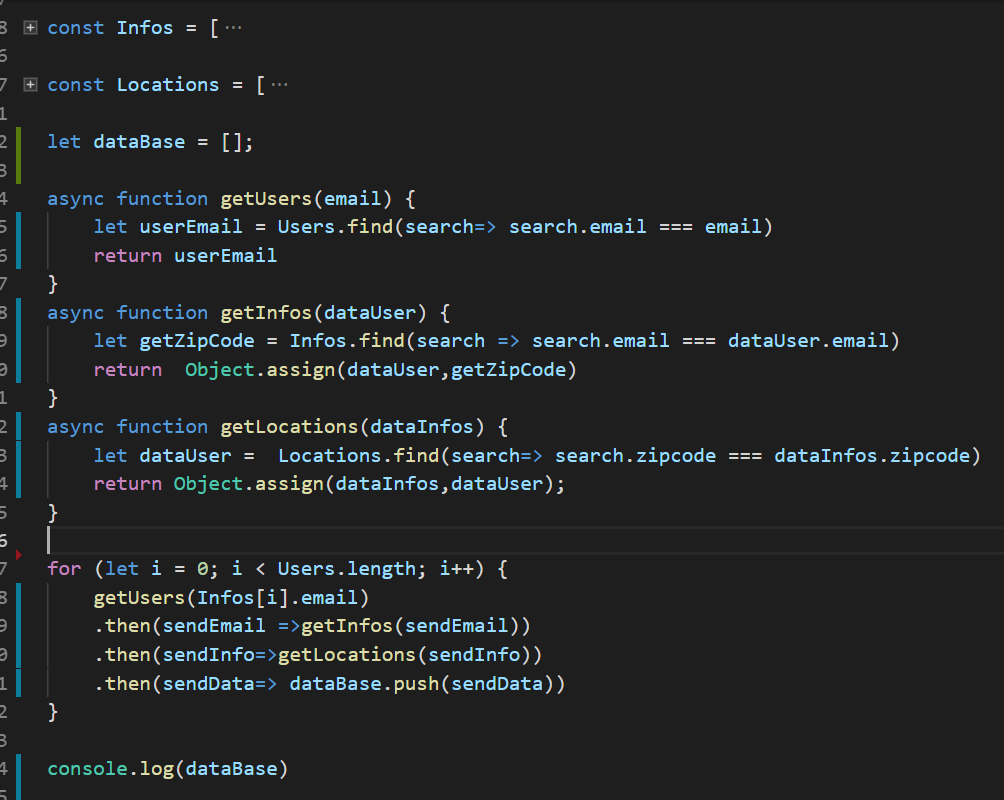 8 const Infos = [ ···
6
7 const Locations = [ ···
1
2 let dataBase = [];
3
4 async function getUsers(email) {
5     let userEmail = Users.find(search=> search.email === email)
6     return userEmail
7 }
8 async function getInfos(dataUser) {
9     let getZipCode = Infos.find(search => search.email === dataUser.email)
0     return  Object.assign(dataUser,getZipCode)
1 }
2 async function getLocations(dataInfos) {
3     let dataUser =  Locations.find(search=> search.zipcode === dataInfos.zipcode)
4     return Object.assign(dataInfos,dataUser);
5 }
6
7 for (let i = 0; i < Users.length; i++) {
8     getUsers(Infos[i].email)
9     .then(sendEmail =>getInfos(sendEmail))
0     .then(sendInfo=>getLocations(sendInfo))
1     .then(sendData=> dataBase.push(sendData))
2 }
3
4 console.log(dataBase)
5